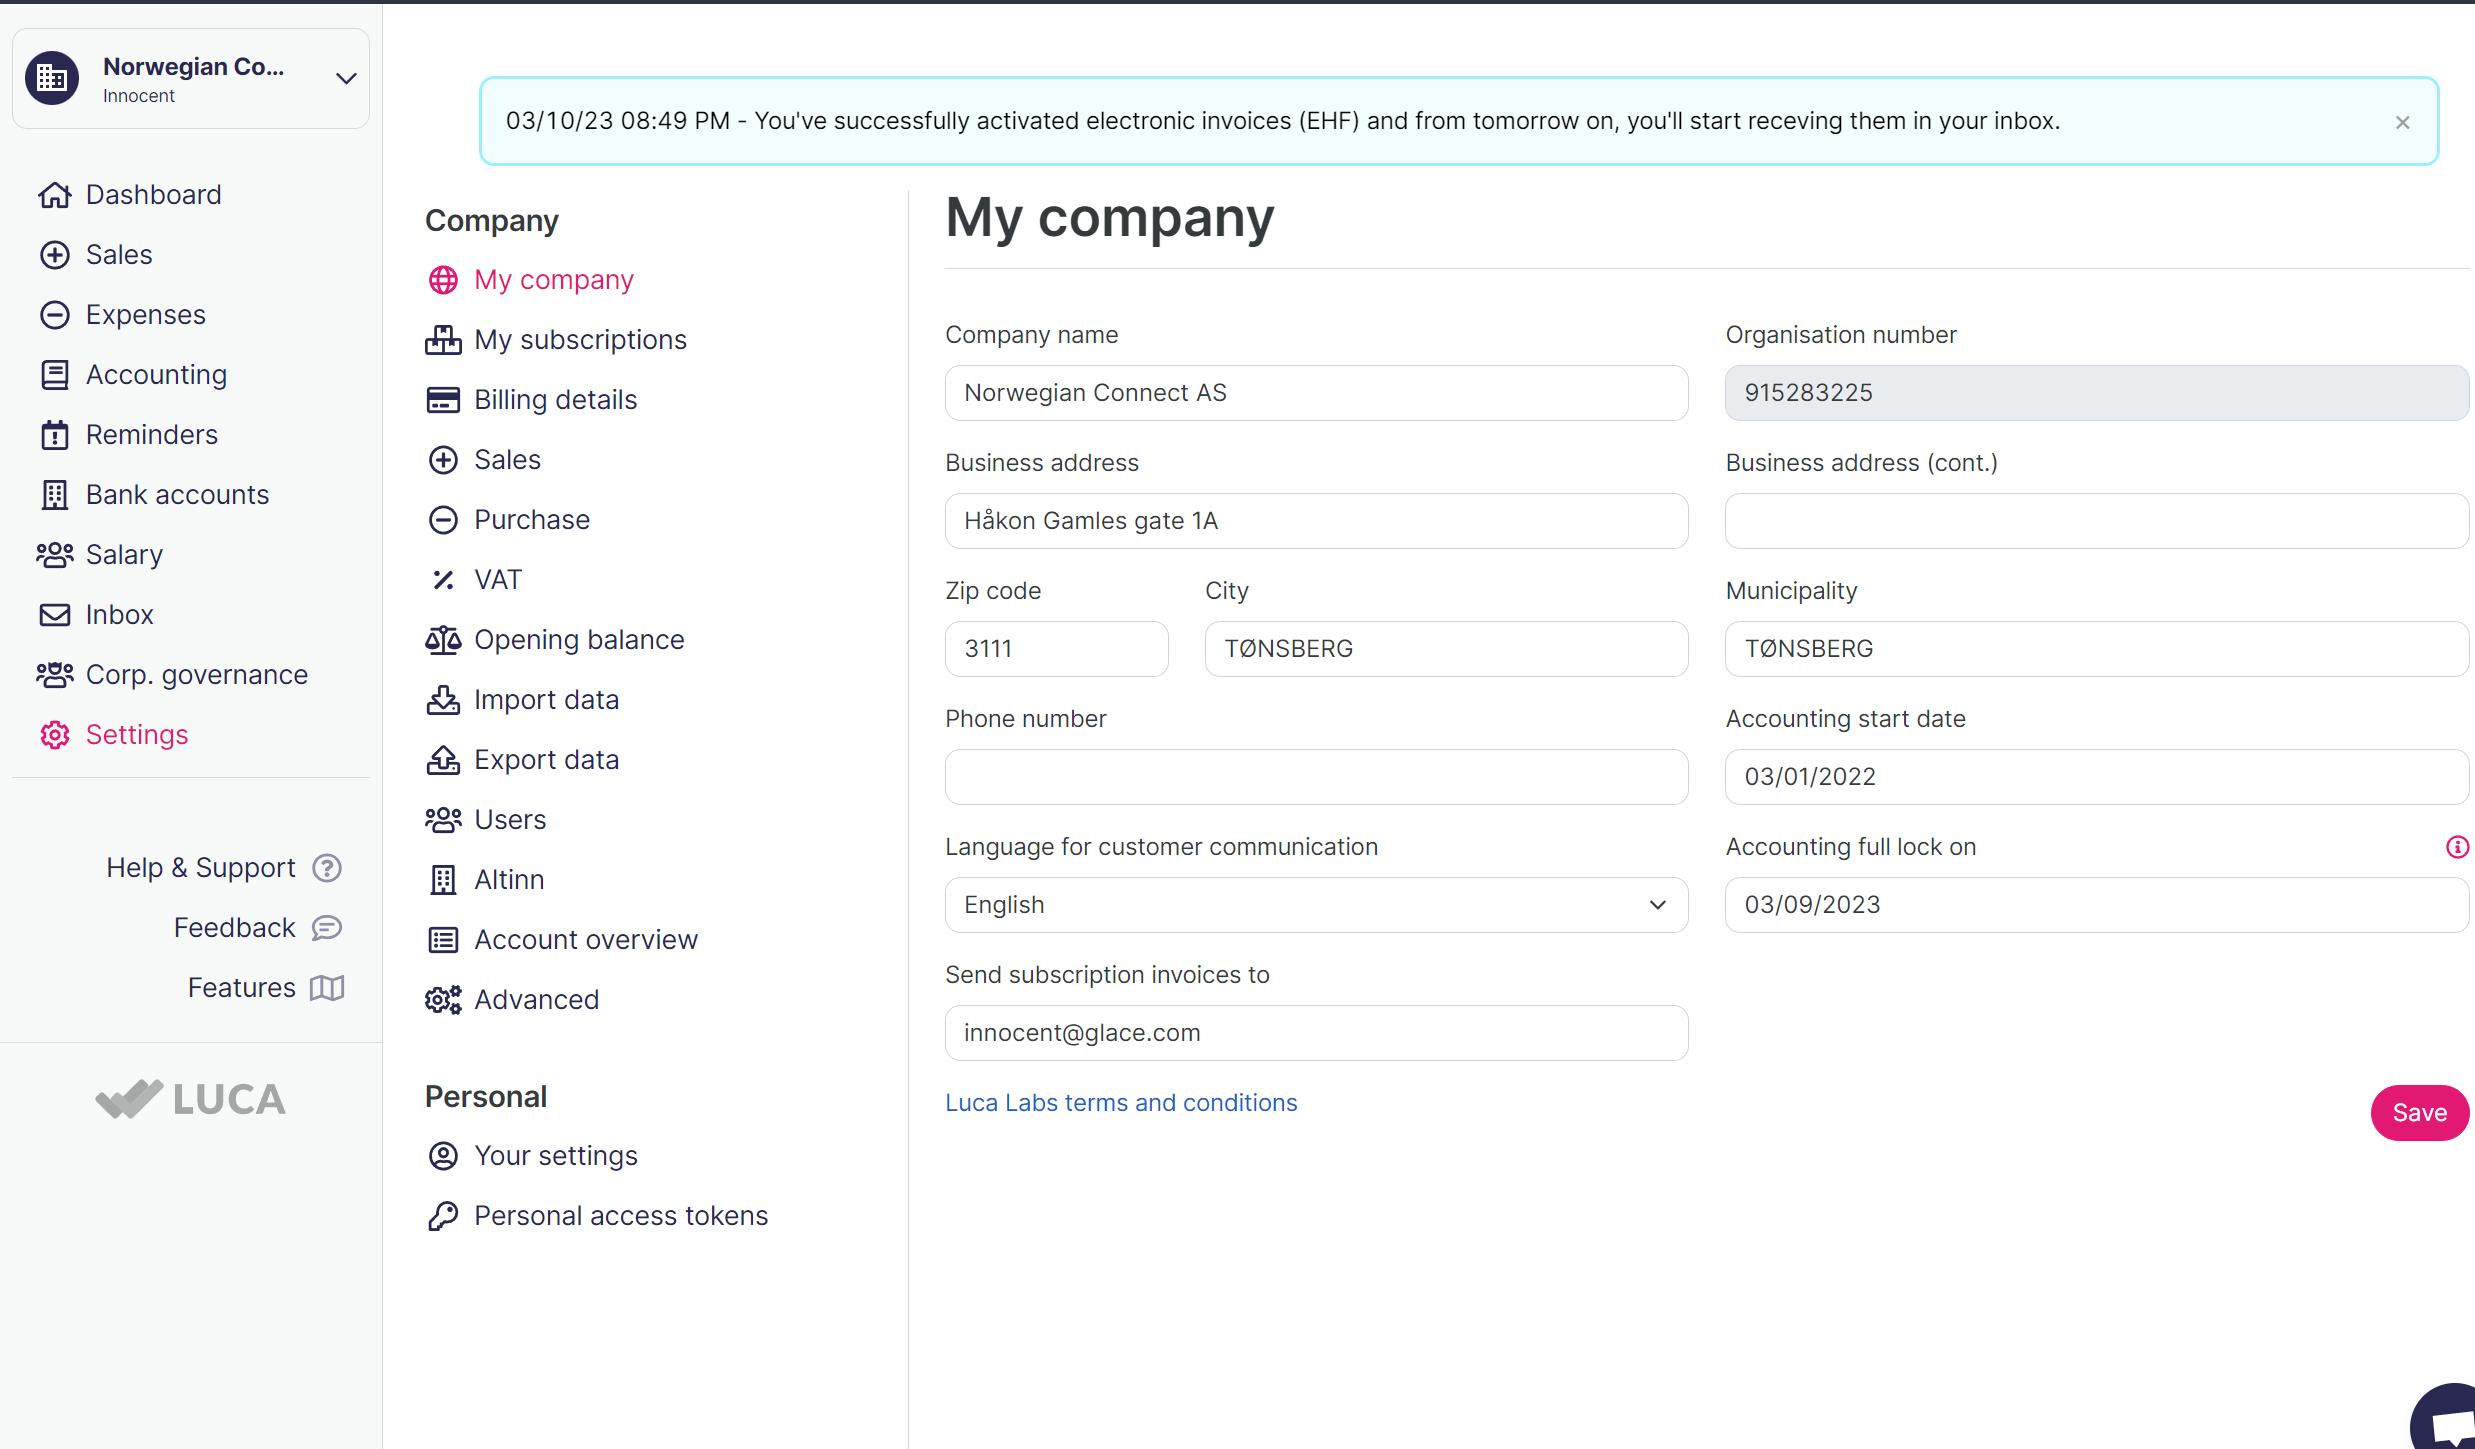 Norwegian Co...
Innocent
Dashboard
Sales
Expenses
Accounting
Reminders
Bank accounts
Salary
Inbox
Corp. governance
Settings
Help & Support
Feedback
Features
LUCA
03/10/23 08:49 PM - You've successfully activated electronic invoices (EHF) and from tomorrow on, you'll start receving them in your inbox.
Company
My company
My subscriptions
Billing details
Sales
Purchase
VAT
Opening balance
Import data
Export data
Users
Altinn
Account overview
Advanced
Personal
Your settings
Personal access tokens
My company
Company name
Organisation number
Norwegian Connect AS
915283225
Business address
Business address (cont.)
Håkon Gamles gate 1A
Zip code
City
Municipality
3111
TØNSBERG
TØNSBERG
Phone number
Accounting start date
03/01/2022
Language for customer communication
Accounting full lock on
English
03/09/2023
Send subscription invoices to
innocent@glace.com
Luca Labs terms and conditions
Save